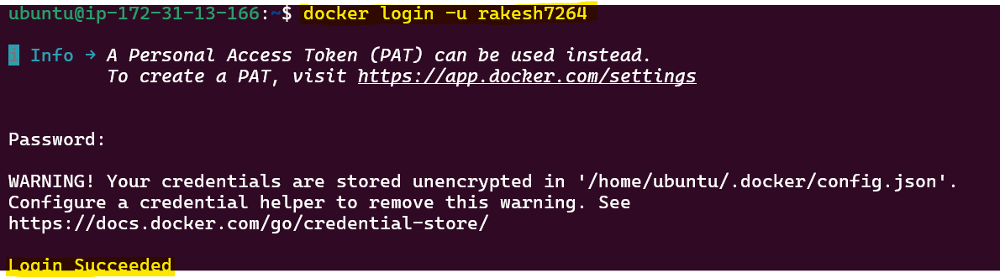 ubuntu@ip-172-31-13-166:~$ docker login -u rakesh7264
i Info → A Personal Access Token (PAT) can be used instead.
To create a PAT, visit https://app.docker.com/settings
Password:
WARNING! Your credentials are stored unencrypted in '/home/ubuntu/.docker/config.json'.
Configure a credential helper to remove this warning. See
https://docs.docker.com/go/credential-store/
Login Succeeded